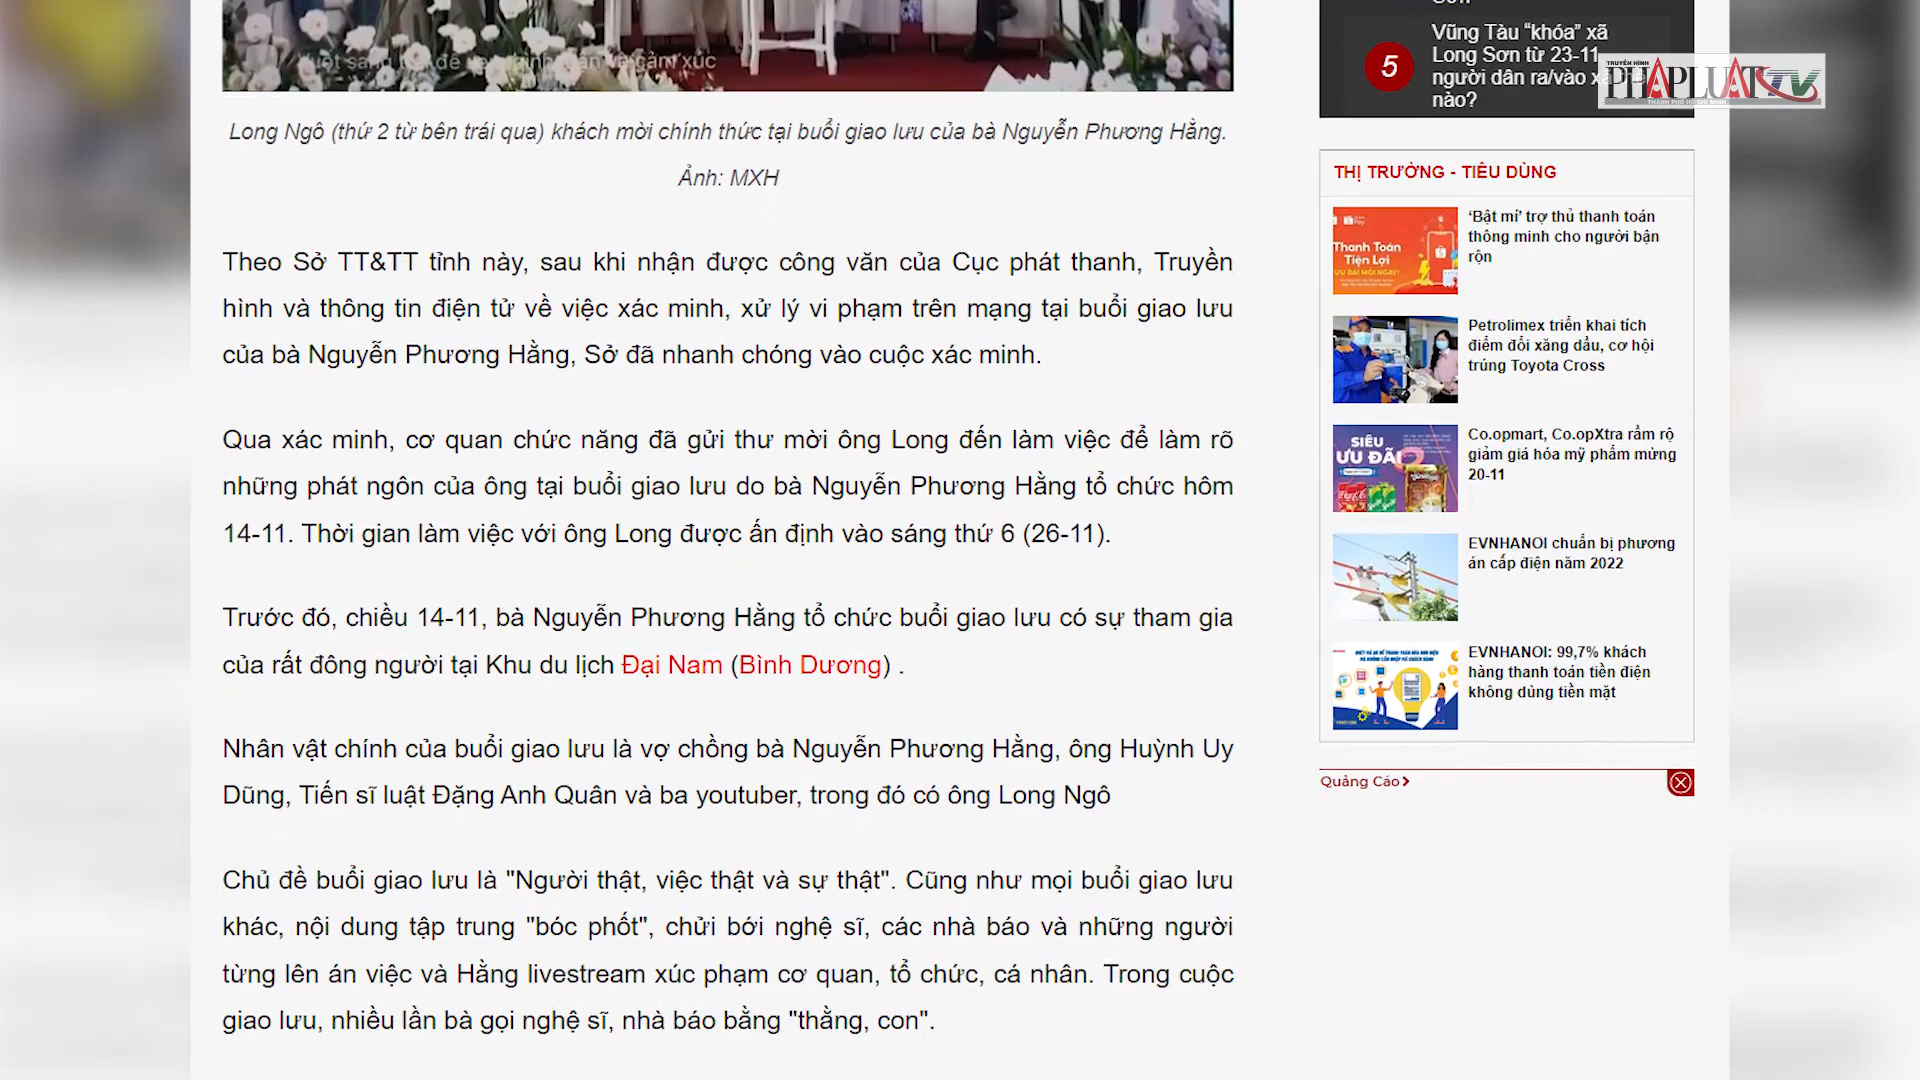 Long Ngô (thứ 2 từ bên trái qua) khách mời chính thức tại buổi giao lưu của bà Nguyễn Phương Hằng.
Ảnh: MXH
Theo Sở TT&TT tỉnh này, sau khi nhận được công văn của Cục phát thanh, Truyền
hình và thông tin điện tử về việc xác minh, xử lý vi phạm trên mạng tại buổi giao lưu
của bà Nguyễn Phương Hằng, Sở đã nhanh chóng vào cuộc xác minh.
Qua xác minh, cơ quan chức năng đã gửi thư mời ông Long đến làm việc để làm rõ
những phát ngôn của ông tại buổi giao lưu do bà Nguyễn Phương Hằng tổ chức hôm
14-11. Thời gian làm việc với ông Long được ấn định vào sáng thứ 6 (26-11).
Trước đó, chiều 14-11, bà Nguyễn Phương Hằng tổ chức buổi giao lưu có sự tham gia
của rất đông người tại Khu du lịch Đại Nam (Bình Dương) .
Nhân vật chính của buổi giao lưu là vợ chồng bà Nguyễn Phương Hằng, ông Huỳnh Uy
Dũng, Tiến sĩ luật Đặng Anh Quân và ba youtuber, trong đó có ông Long Ngô
Chủ đề buổi giao lưu là "Người thật, việc thật và sự thật". Cũng như mọi buổi giao lưu
khác, nội dung tập trung "bóc phốt", chửi bới nghệ sĩ, các nhà báo và những người
từng lên án việc và Hằng livestream xúc phạm cơ quan, tổ chức, cá nhân. Trong cuộc
giao lưu, nhiều lần bà gọi nghệ sĩ, nhà báo bằng "thằng, con".
5
Vũng Tàu “khóa” xã
Long Sơn từ 23-11,
người dân ra/vào
nào?
TRUYỀN HÌNH
PHÁPLUẬT TV
THÀNH PHỐ HỒ CHÍ MINH
THỊ TRƯỜNG - TIÊU DÙNG
Thanh Toán
Tiện Lợi
ƯU ĐÃI MỖI NGAY!
‘Bật mí’ trợ thủ thanh toán
thông minh cho người bận
rộn
Petrolimex triển khai tích
điểm đổi xăng dầu, cơ hội
trúng Toyota Cross
SIÊU
ƯU ĐÃI
Co.opmart, Co.opXtra rầm rộ
giảm giá hóa mỹ phẩm mừng
20-11
EVNHANOI chuẩn bị phương
án cấp điện năm 2022
EVNHANOI: 99,7% khách
hàng thanh toán tiền điện
không dùng tiền mặt
Quảng Cáo